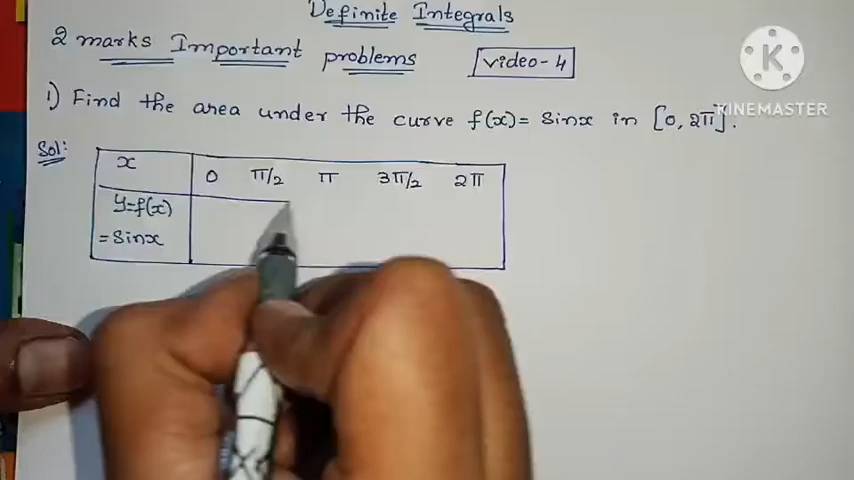 Definite Integrals
2 marks Important problems video-4
1) Find the area under the curve f(x)= Sinx in [0, 2π].
Sol:
x 0 π/2 π 3π/2 2π
y=f(x)
=Sinx
K
KINEMASTER